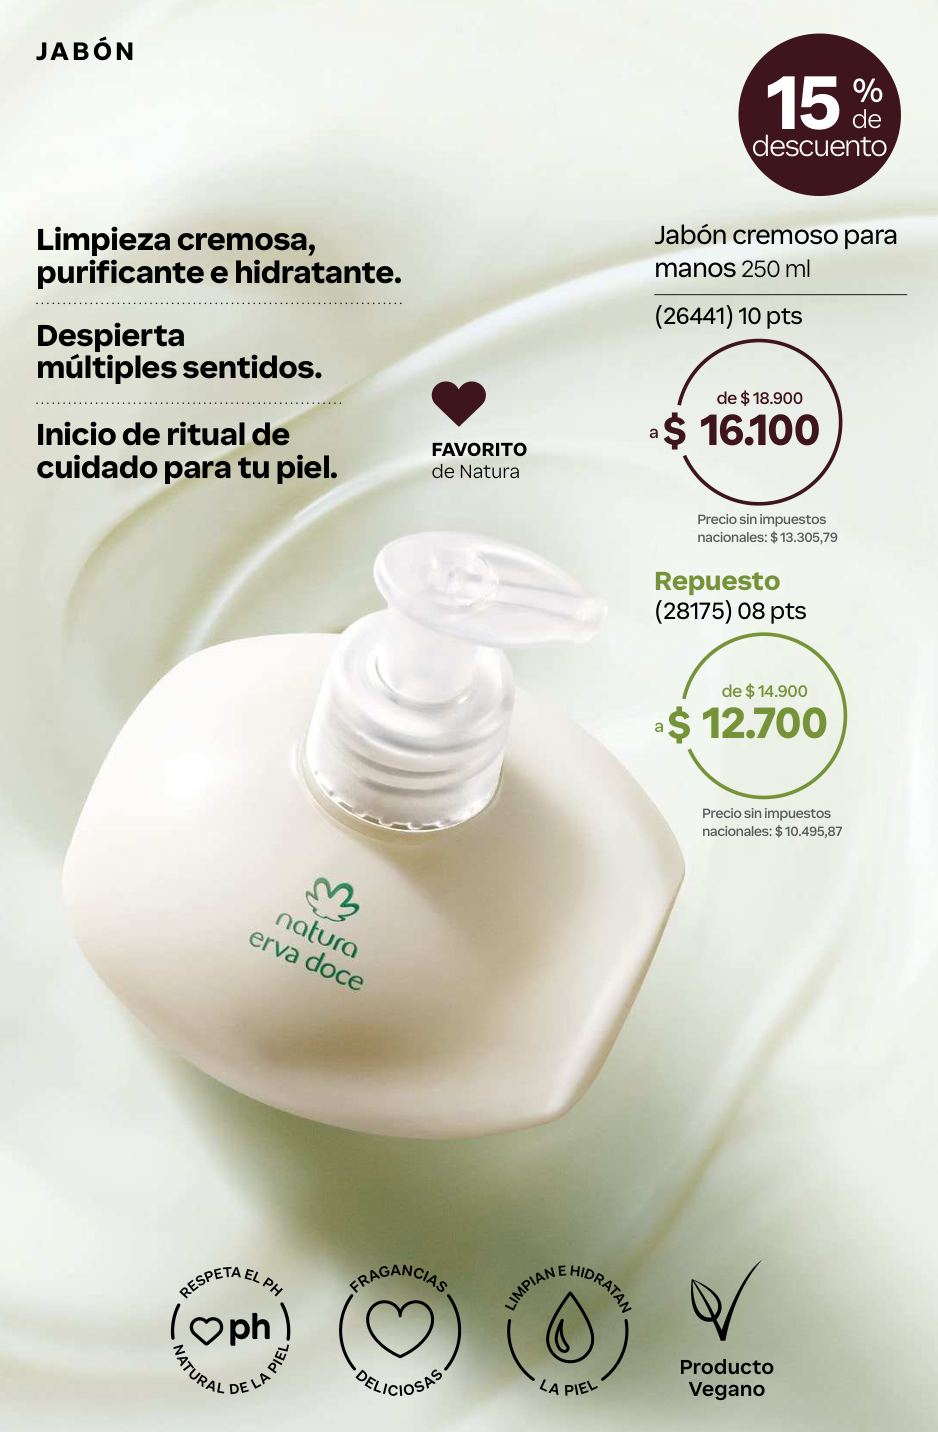 JABÓN
15 %
de
descuento
Limpieza cremosa,
purificante e hidratante.
Despierta
múltiples sentidos.
Inicio de ritual de
cuidado para tu piel.
FAVORITO
de Natura
Jabón cremoso para
manos 250 ml
(26441) 10 pts
de $ 18.900
a $ 16.100
Precio sin impuestos
nacionales: $ 13.305,79
Repuesto
(28175) 08 pts
de $ 14.900
a $ 12.700
Precio sin impuestos
nacionales: $ 10.495,87
natura
erva doce
RESPETA EL PH
ph
NATURAL DE LA PIEL
FRAGANCIAS
DELICIOSAS
LIMPIAN E HIDRATAN
LA PIEL
Producto
Vegano